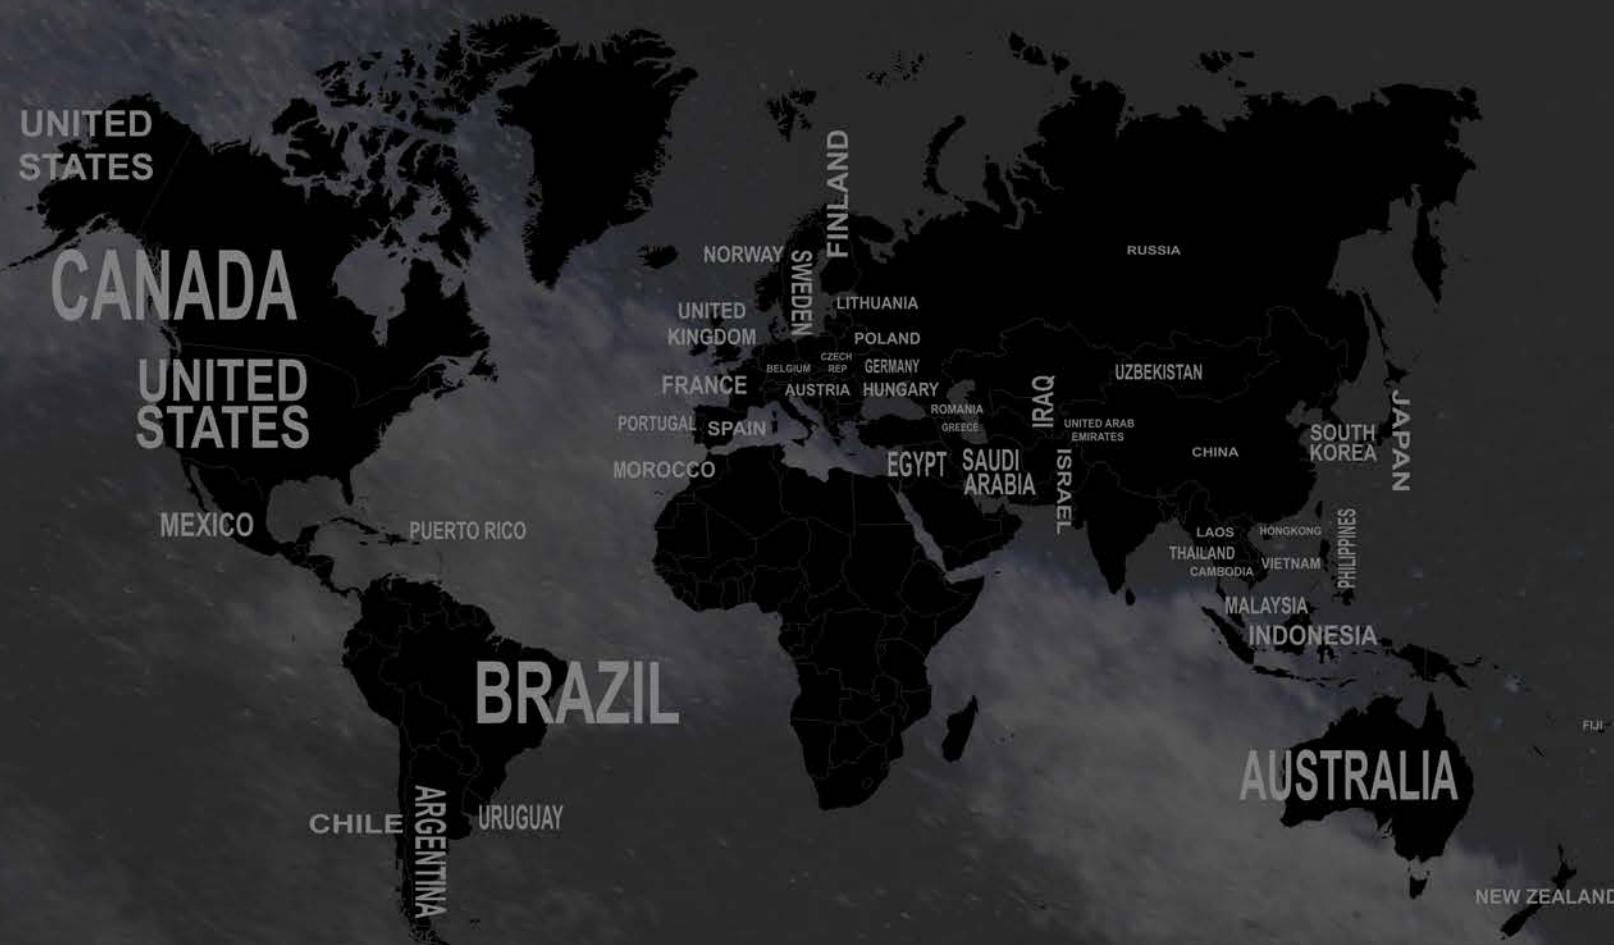 UNITED
STATES
CANADA
UNITED
STATES
MEXICO
PUERTO RICO
BRAZIL
CHILE
ARGENTINA
URUGUAY
NORWAY
SWEDEN
FINLAND
UNITED
KINGDOM
LITHUANIA
POLAND
FRANCE
BELGIUM
CZECH
REP
GERMANY
AUSTRIA
HUNGARY
PORTUGAL
SPAIN
ROMANIA
GREECE
MOROCCO
EGYPT
SAUDI
ARABIA
IRAQ
ISRAEL
UNITED ARAB
EMIRATES
RUSSIA
UZBEKISTAN
CHINA
SOUTH
KOREA
JAPAN
LAOS
HONGKONG
THAILAND
CAMBODIA
VIETNAM
PHILIPPINES
MALAYSIA
INDONESIA
AUSTRALIA
FIJI
NEW ZEALAND